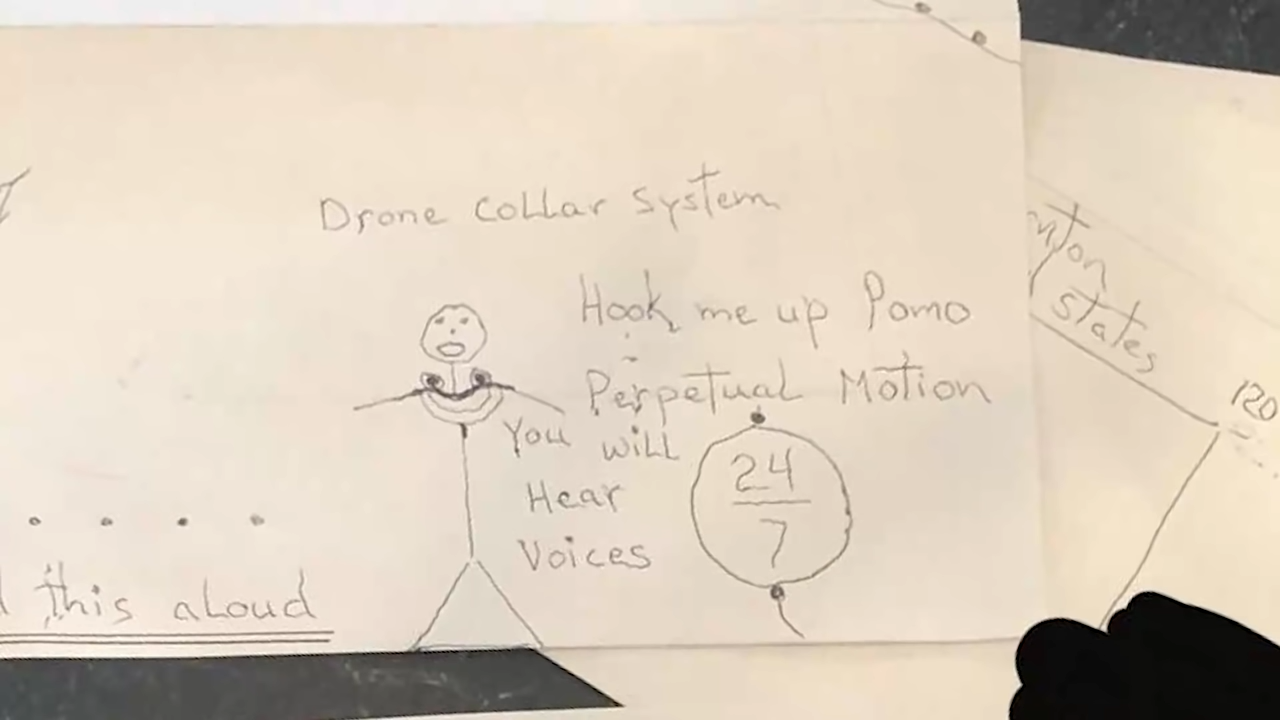 Drone Collar System
Hook me up Pomo
Perpetual Motion
You will
Hear
Voices
24
7
this aloud
states
120